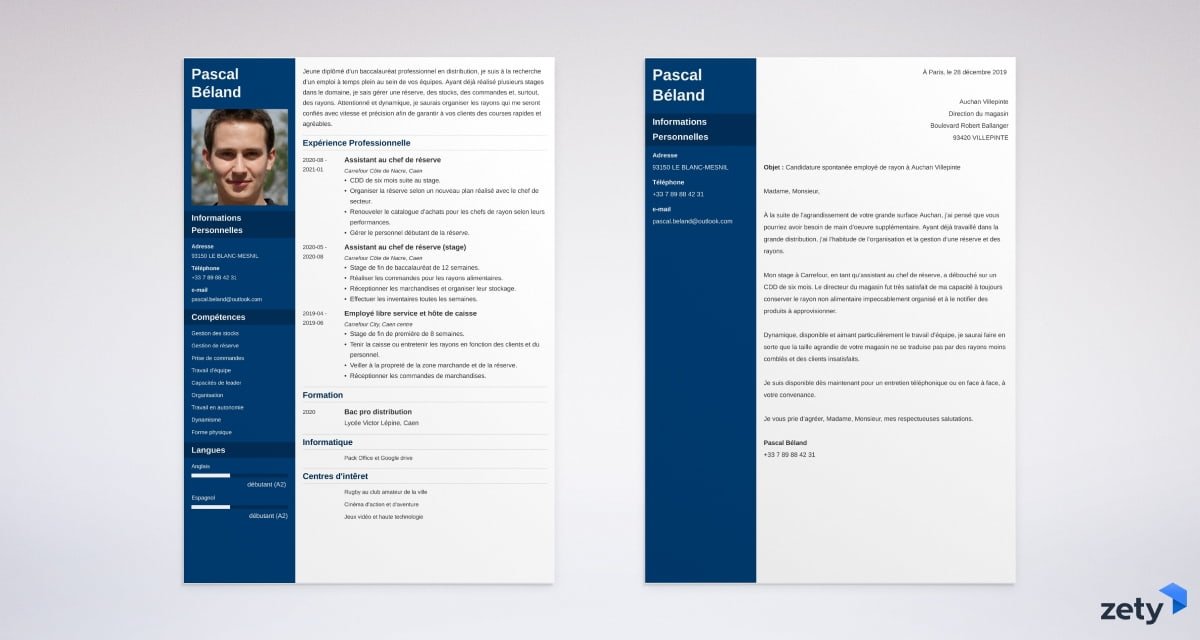 Pascal
Béland
Informations
Personnelles
Adresse
93150 LE BLANC-MESNIL
Téléphone
+33 7 89 88 42 31
e-mail
pascal.beland@outlook.com
Compétences
Gestion des stocks
Gestion de réserve
Prise de commandes
Travail d'équipe
Capacités de leader
Organisation
Travail en autonomie
Dynamisme
Forme physique
Langues
Anglais
débutant (A2)
Espagnol
débutant (A2)
Jeune diplômé d'un baccalauréat professionnel en distribution, je suis à la recherche
d'un emploi à temps plein au sein de vos équipes. Ayant déjà réalisé plusieurs stages
dans le domaine, je sais gérer une réserve, des stocks, des commandes et, surtout,
des rayons. Attentionné et dynamique, je saurais organiser les rayons qui me seront
confiés avec vitesse et précision afin de garantir à vos clients des courses rapides et
agréables.
Expérience Professionnelle
2020-08 - Assistant au chef de réserve
2021-01 Carrefour Côte de Nacre, Caen
• CDD de six mois suite au stage.
• Organiser la réserve selon un nouveau plan réalisé avec le chef de
secteur.
• Renouveler le catalogue d'achats pour les chefs de rayon selon leurs
performances.
• Gérer le personnel débutant de la réserve.
2020-05 - Assistant au chef de réserve (stage)
2020-08 Carrefour Côte de Nacre, Caen
• Stage de fin de baccalauréat de 12 semaines.
• Réaliser les commandes pour les rayons alimentaires.
• Réceptionner les marchandises et organiser leur stockage.
• Effectuer les inventaires toutes les semaines.
2019-04 - Employé libre service et hôte de caisse
2019-06 Carrefour City, Caen centre
• Stage de fin de première de 8 semaines.
• Tenir la caisse ou entretenir les rayons en fonction des clients et du
personnel.
• Veiller à la propreté de la zone marchande et de la réserve.
• Réceptionner les commandes de marchandises.
Formation
2020 Bac pro distribution
Lycée Victor Lépine, Caen
Informatique
Pack Office et Google drive
Centres d'intêret
Rugby au club amateur de la ville
Cinéma d'action et d'aventure
Jeux vidéo et haute technologie
Pascal
Béland
Informations
Personnelles
Adresse
93150 LE BLANC-MESNIL
Téléphone
+33 7 89 88 42 31
e-mail
pascal.beland@outlook.com
À Paris, le 28 décembre 2019
Auchan Villepinte
Direction du magasin
Boulevard Robert Ballanger
93420 VILLEPINTE
Objet : Candidature spontanée employé de rayon à Auchan Villepinte
Madame, Monsieur,
À la suite de l'agrandissement de votre grande surface Auchan, j'ai pensé que vous
pourriez avoir besoin de main d'oeuvre supplémentaire. Ayant déjà travaillé dans la
grande distribution, j'ai l'habitude de l'organisation et la gestion d'une réserve et des
rayons.
Mon stage à Carrefour, en tant qu'assistant au chef de réserve, a débouché sur un
CDD de six mois. Le directeur du magasin fut très satisfait de ma capacité à toujours
conserver le rayon non alimentaire impeccablement organisé et à le notifier des
produits à approvisionner.
Dynamique, disponible et aimant particulièrement le travail d'équipe, je saurai faire en
sorte que la taille agrandie de votre magasin ne se traduise pas par des rayons moins
comblés et des clients insatisfaits.
Je suis disponible dès maintenant pour un entretien téléphonique ou en face à face, à
votre convenance.
Je vous prie d'agréer, Madame, Monsieur, mes respectueuses salutations.
Pascal Béland
+33 7 89 88 42 31
zety